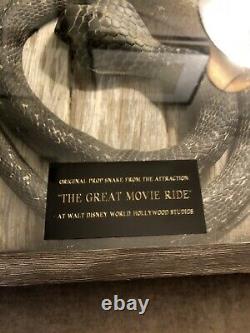 ORIGINAL PROP SNAKE FROM THE ATTRACTION
"THE GREAT MOVIE RIDE"
AT WALT DISNEY WORLD HOLLYWOOD STUDIOS